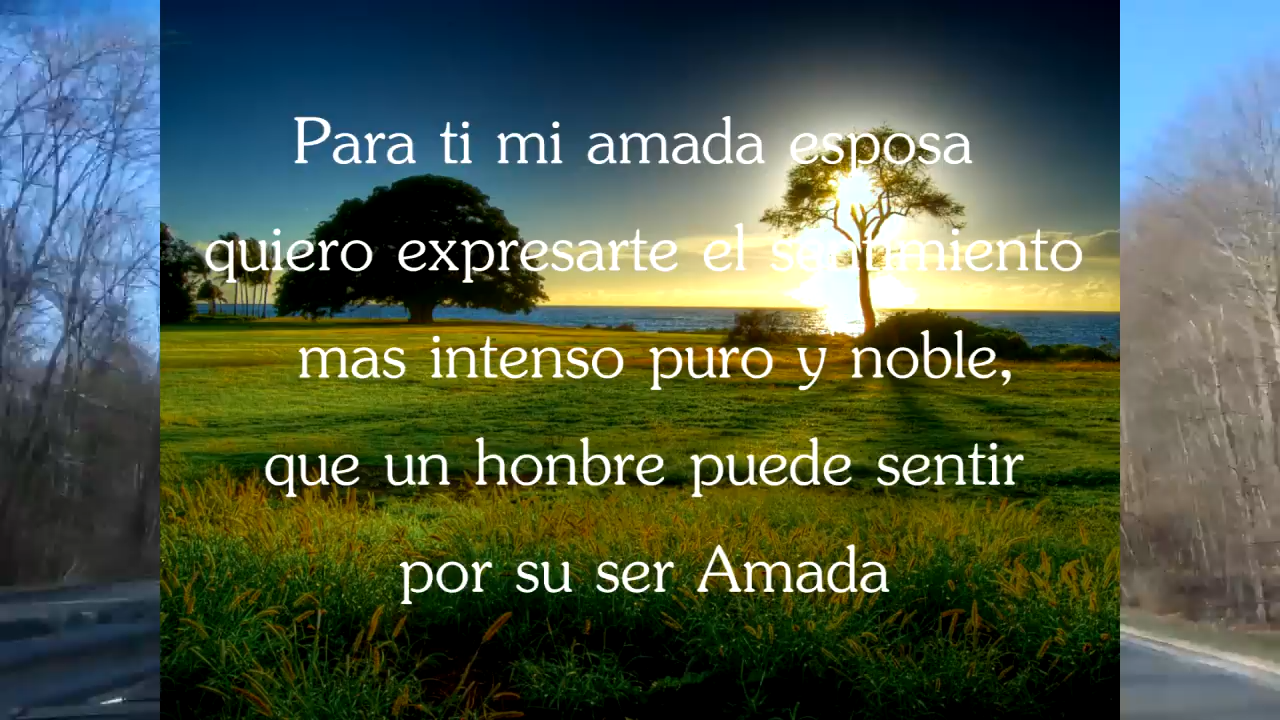 Para ti mi amada esposa
quiero expresarte el sentimiento
mas intenso puro y noble,
que un honbre puede sentir
por su ser Amada